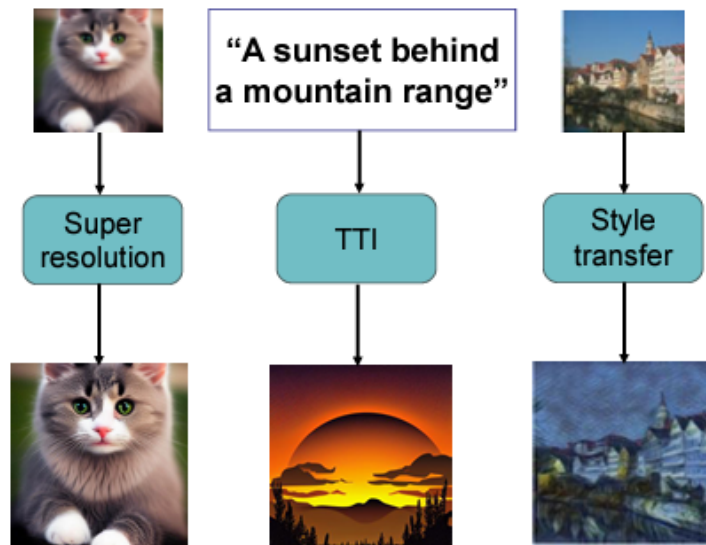 “A sunset behind
a mountain range”
Super
resolution
TTI
Style
transfer